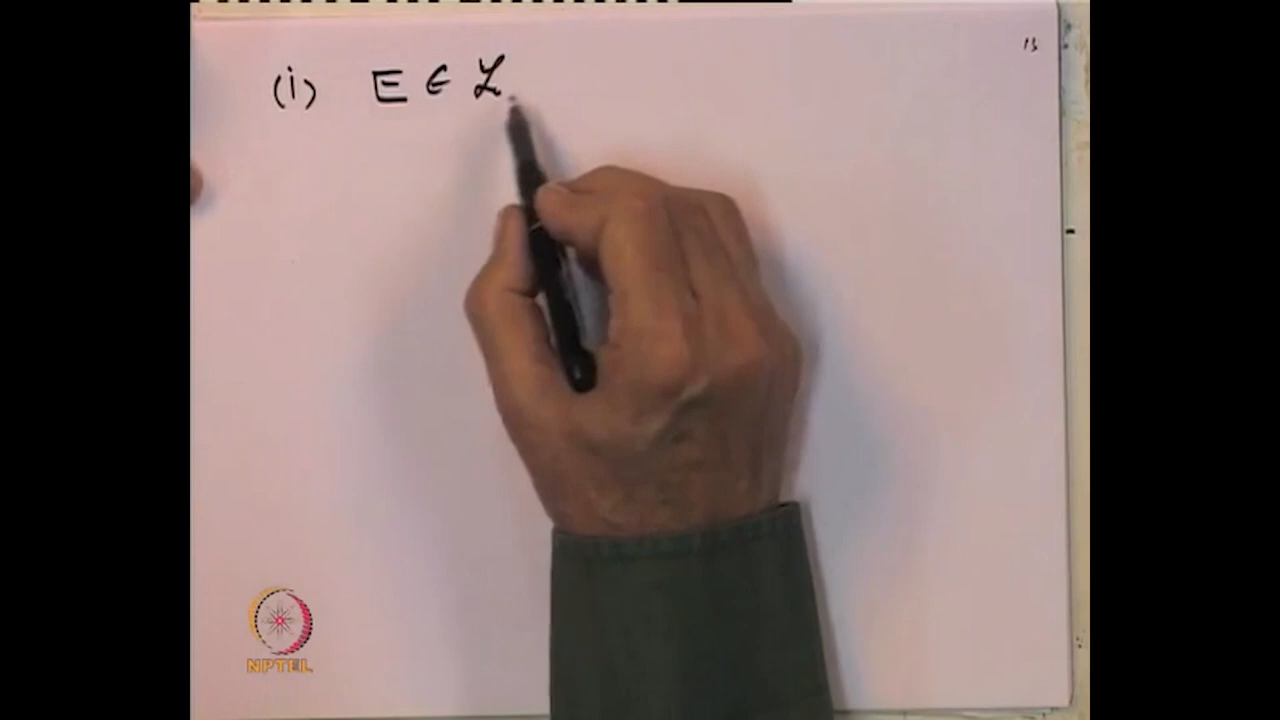 13
(i) E ∈ ℒ
NPTEL